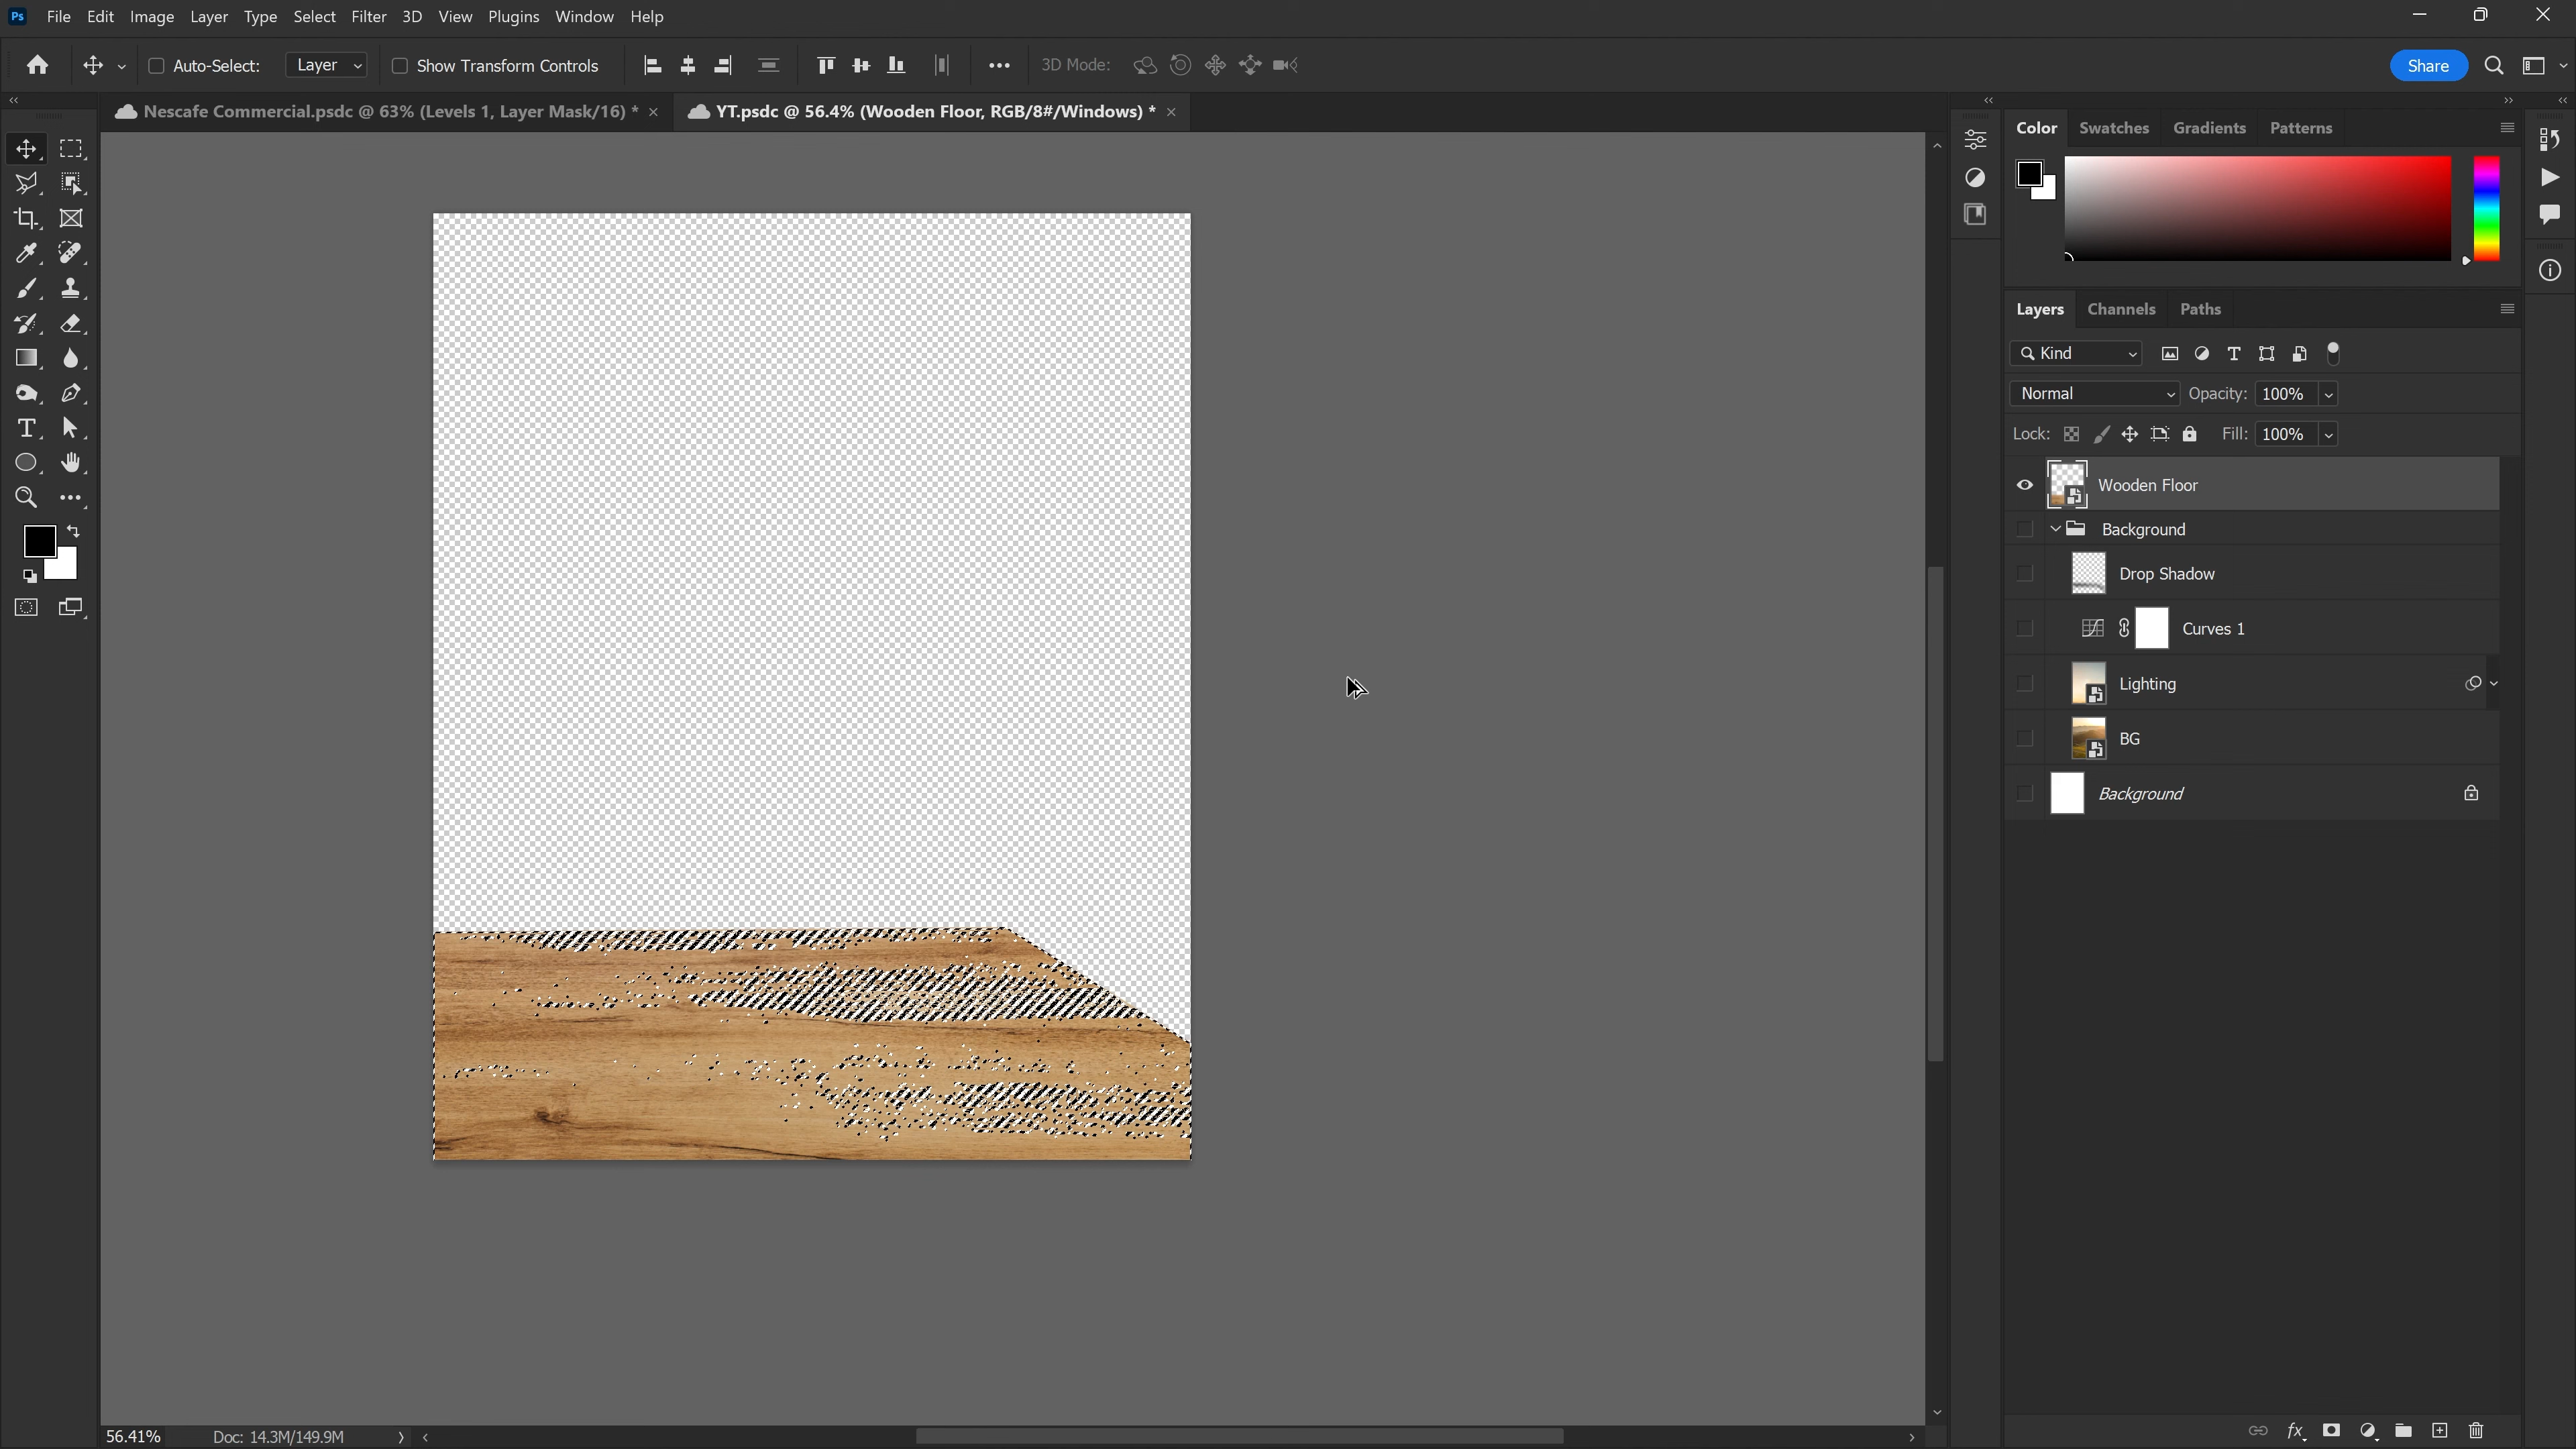 Ps File Edit Image Layer Type Select Filter 3D View Plugins Window Help
Auto-Select: Layer Show Transform Controls 3D Mode: Share
Nescafe Commercial.psdc @ 63% (Levels 1, Layer Mask/16) * YT.psdc @ 56.4% (Wooden Floor, RGB/8#/Windows) *
Color Swatches Gradients Patterns
Layers Channels Paths
Kind
Normal Opacity: 100%
Lock: Fill: 100%
Wooden Floor
Background
Drop Shadow
Curves 1
Lighting
BG
Background
56.41% Doc: 14.3M/149.9M
fx